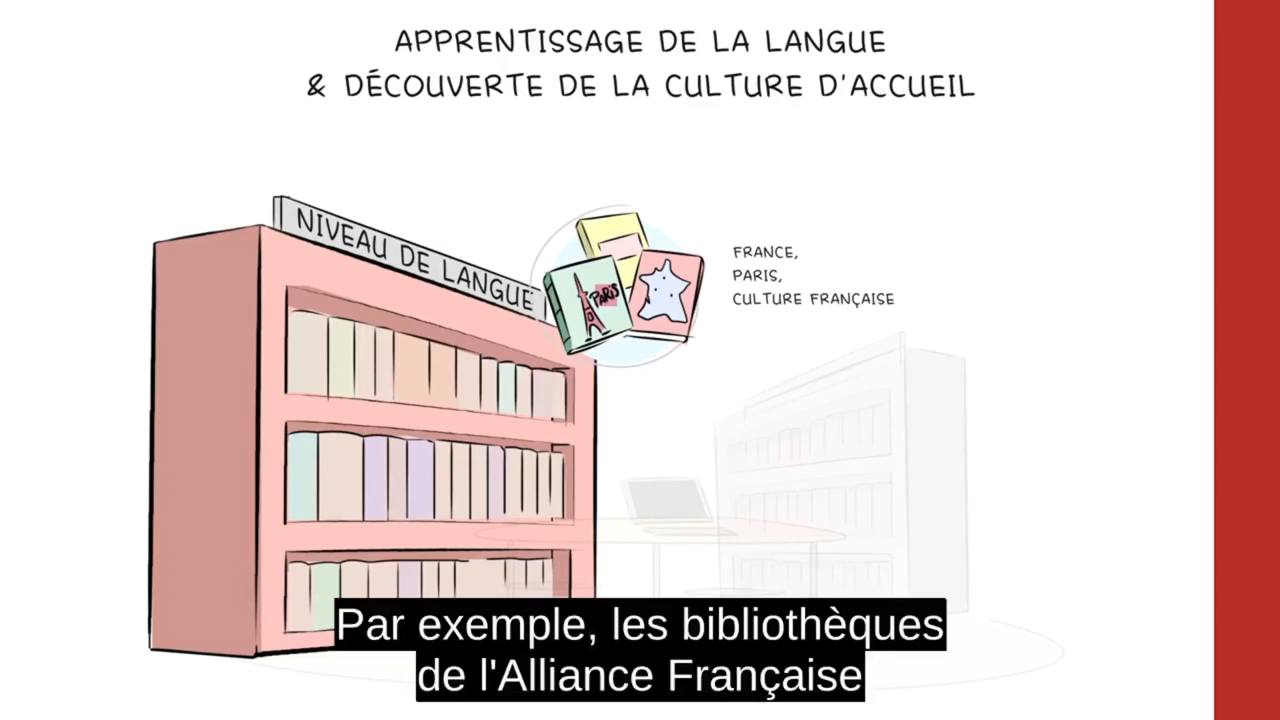 APPRENTISSAGE DE LA LANGUE
& DÉCOUVERTE DE LA CULTURE D'ACCUEIL
NIVEAU DE LANGUE
PARIS
FRANCE,
PARIS,
CULTURE FRANÇAISE
Par exemple, les bibliothèques
de l'Alliance Française